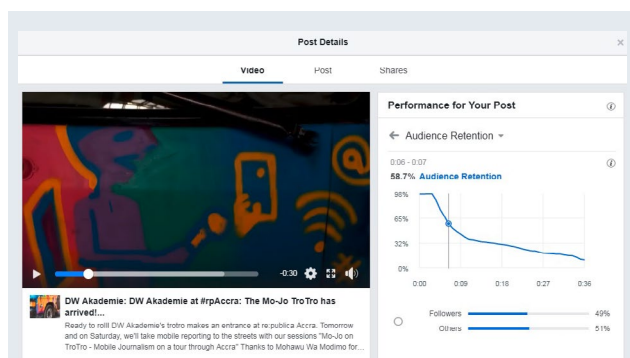 Post Details
Video
Post
Shares
-0:30
DW Akademie: DW Akademie at #rpAccra: The Mo-Jo TroTro has
arrived!...
Ready to roll! DW Akademie's trotro makes an entrance at re:publica Accra. Tomorrow
and on Saturday, we'll take mobile reporting to the streets with our sessions "Mo-Jo on
TroTro - Mobile Journalism on a tour through Accra" Thanks to Mohawu Wa Modimo for...
Performance for Your Post
Audience Retention
0:06 - 0:07
58.7% Audience Retention
98%
65%
32%
0%
0:00 0:09 0:18 0:27 0:36
Followers 49%
Others 51%